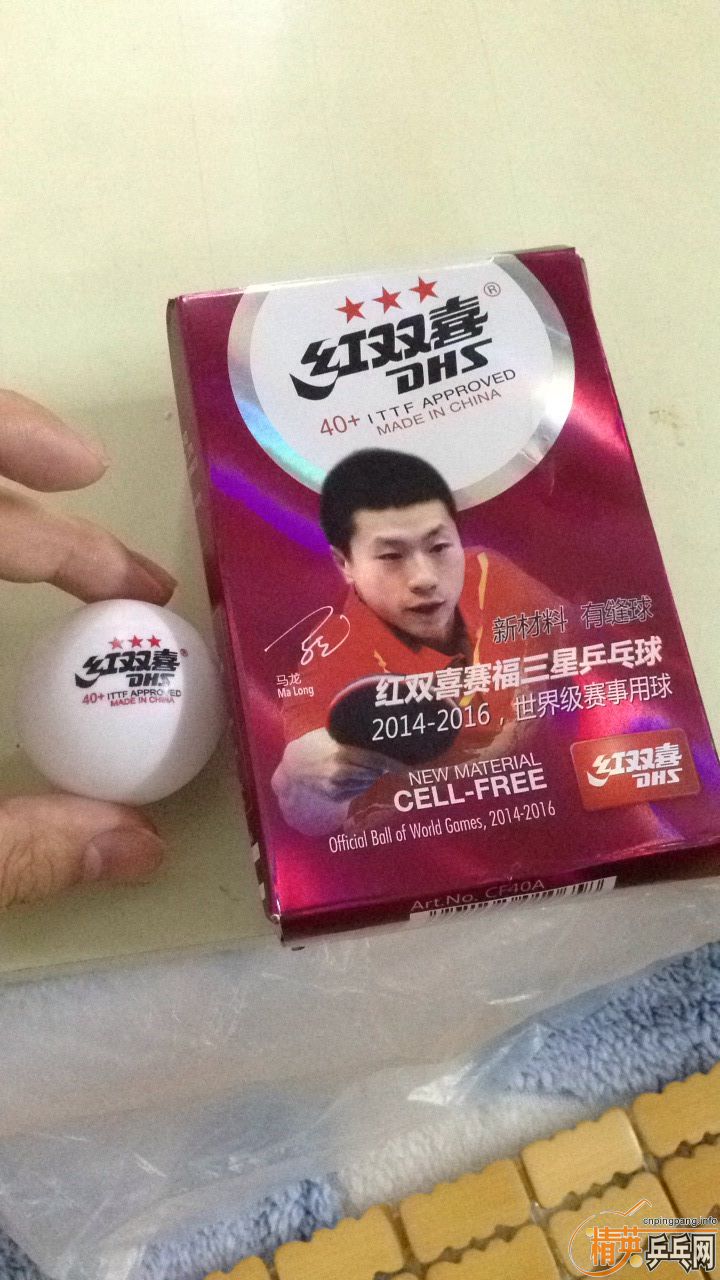 红双喜®
DHS
40+ ITTF APPROVED
MADE IN CHINA
新材料 有缝球
马龙
Ma Long
红双喜赛福三星乒乓球
2014-2016，世界级赛事用球
NEW MATERIAL
CELL-FREE
红双喜
DHS
Official Ball of World Games, 2014-2016
Art.No. CF40A
红双喜
DHS
40+ ITTF APPROVED
MADE IN CHINA
cnpingpang.info
精英乒乓网